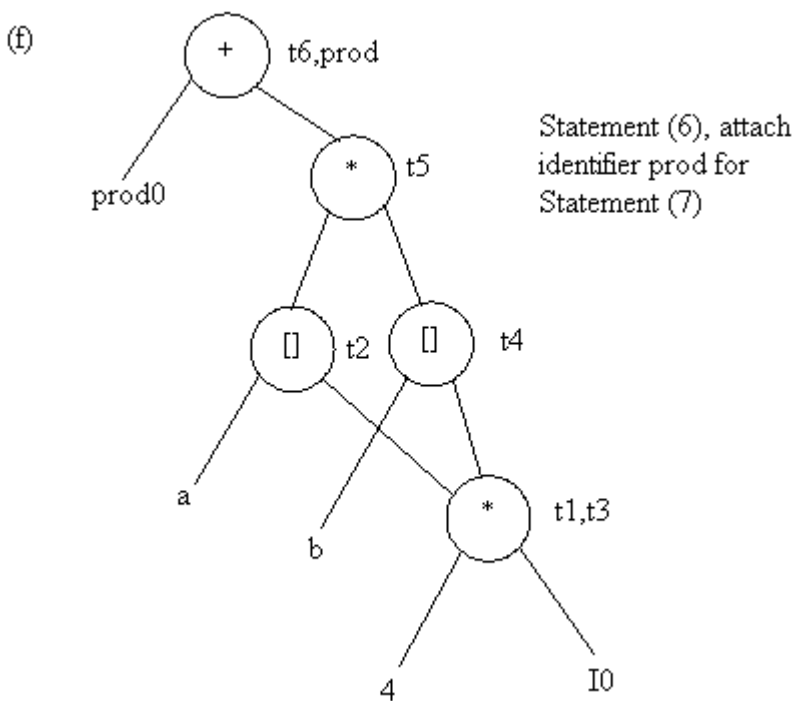 (f)
+
t6,prod
Statement (6), attach
identifier prod for
Statement (7)
*
t5
prod0
[]
t2
[]
t4
a
b
*
t1,t3
4
I0